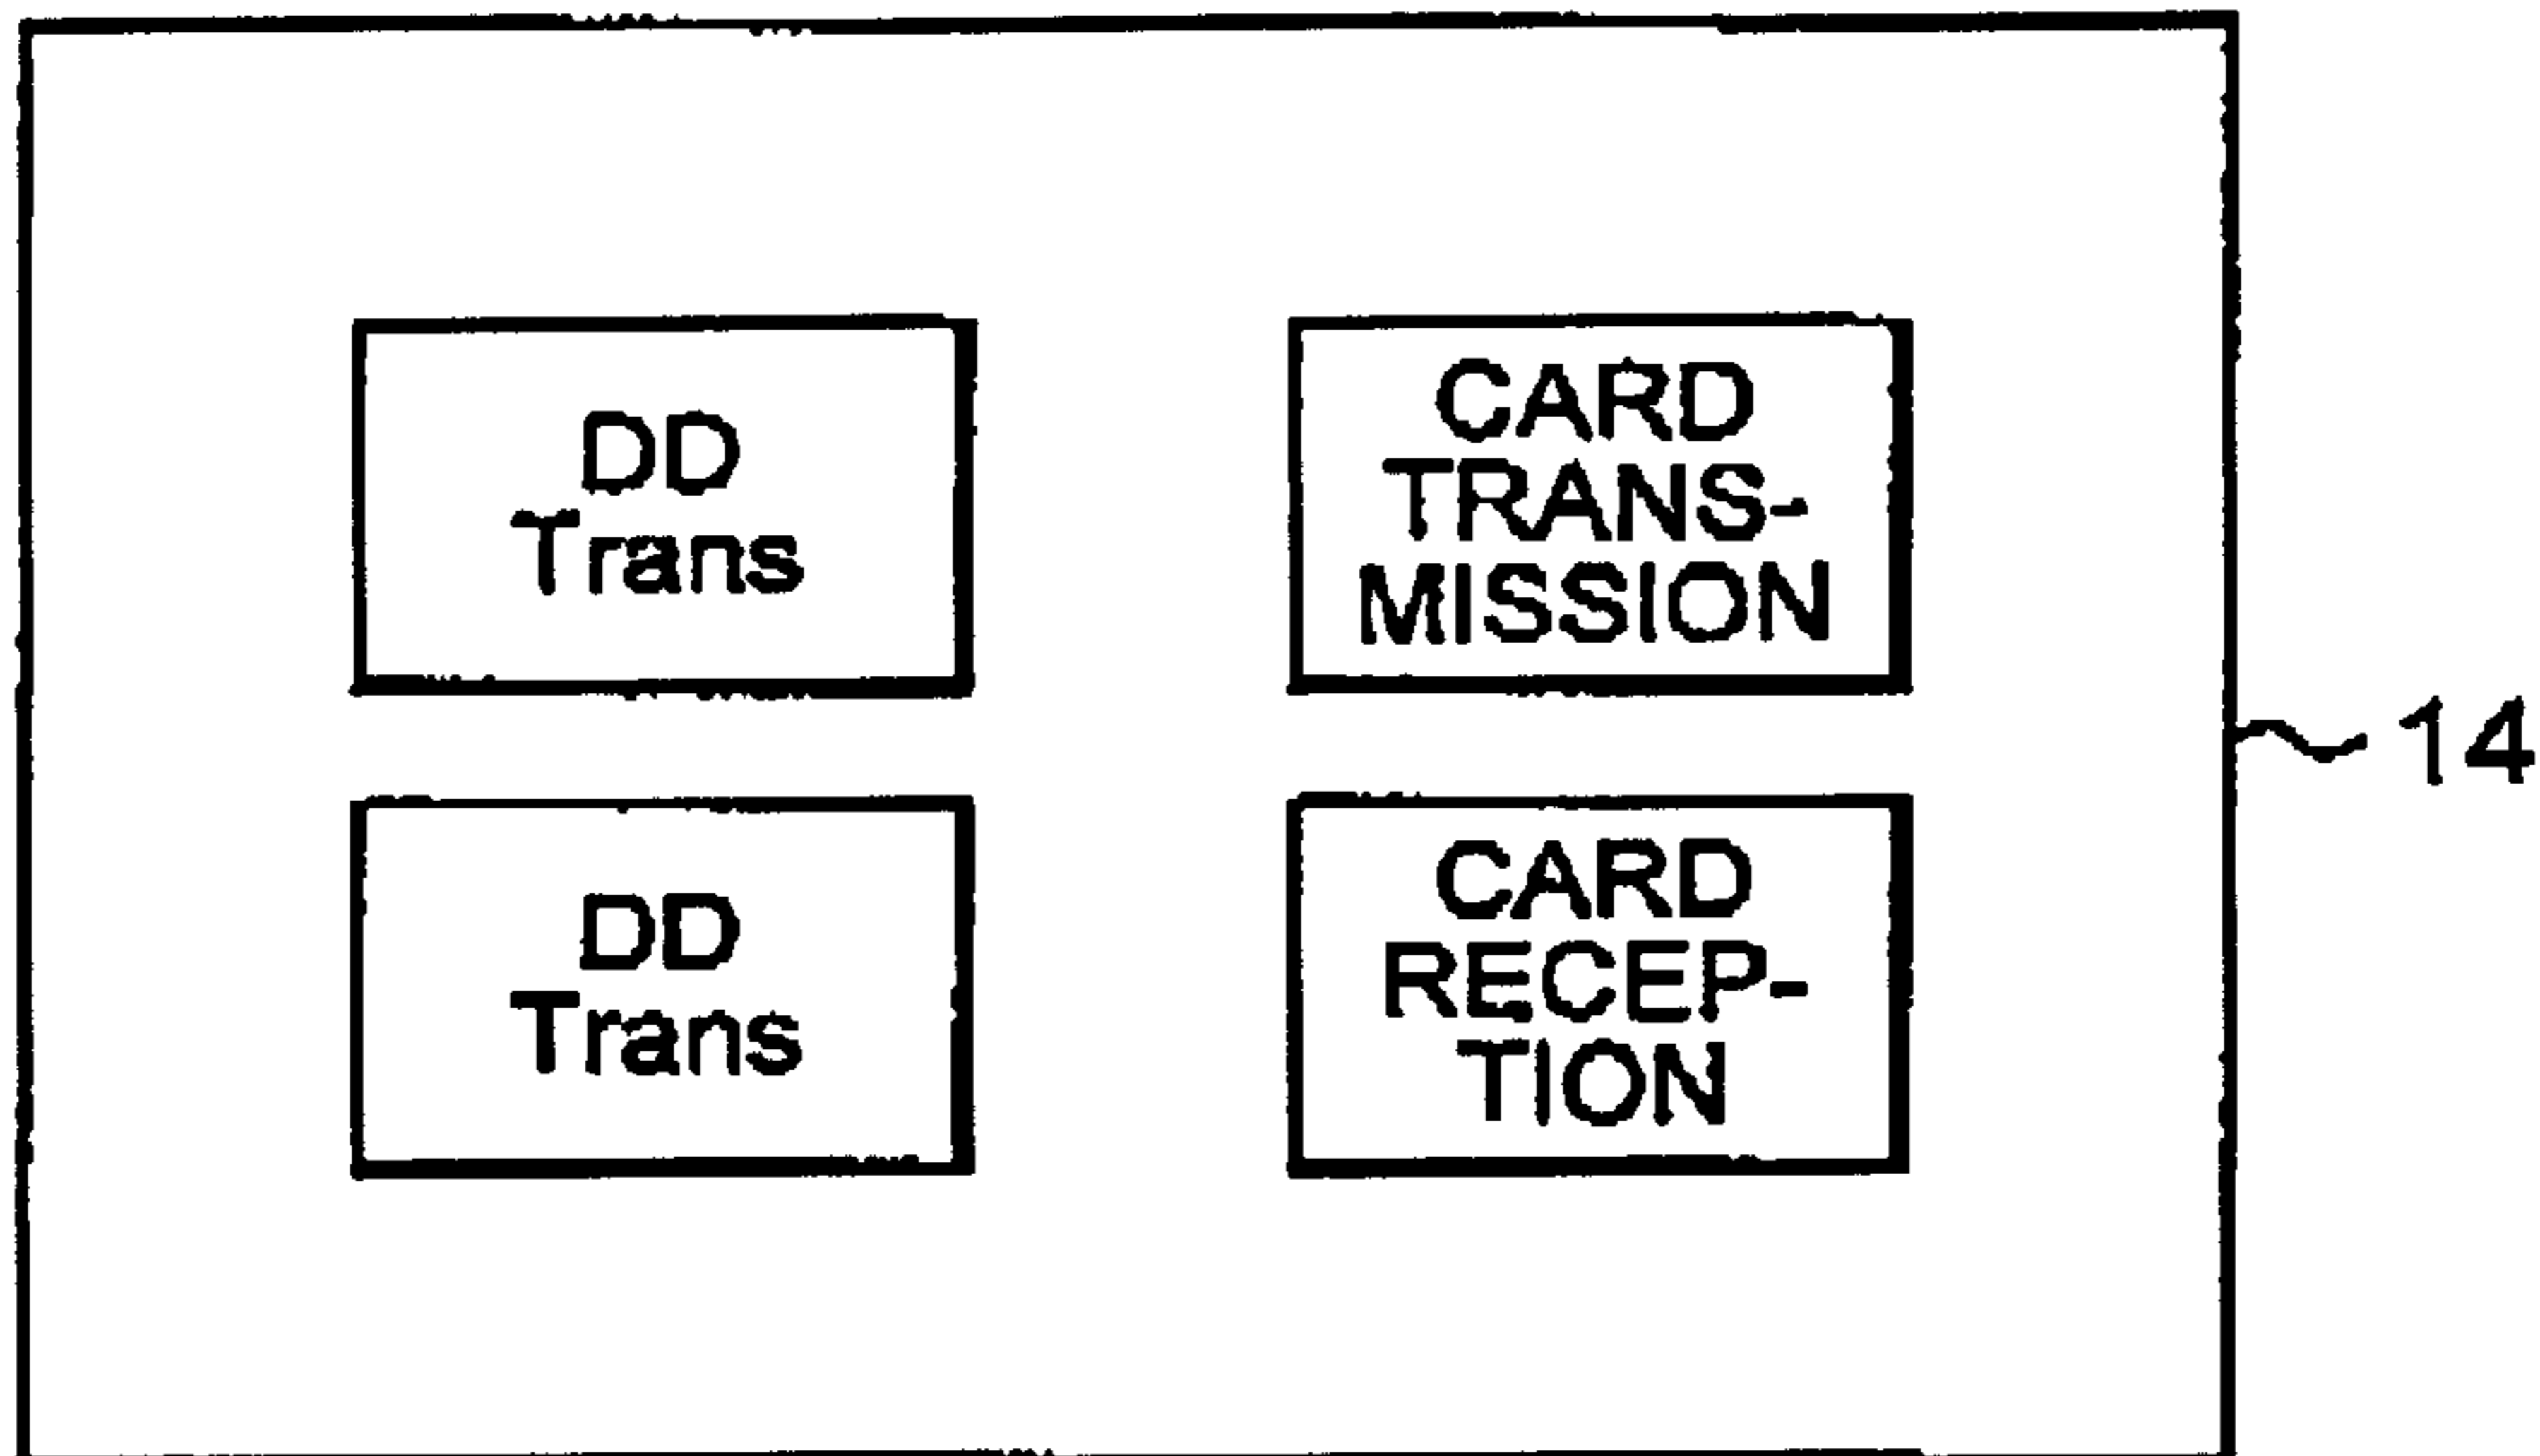 DD
Trans
CARD
TRANS-
MISSION
14
DD
Trans
CARD
RECEP-
TION